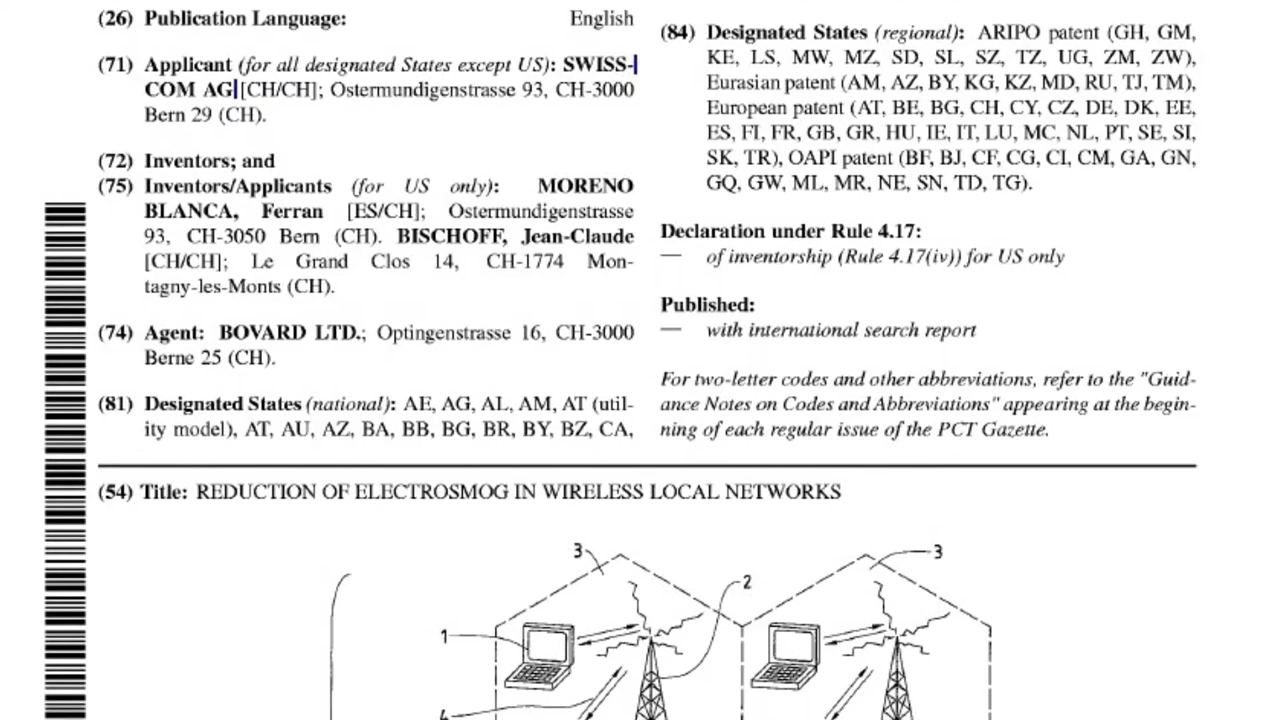 (26) Publication Language: English
(71) Applicant (for all designated States except US): SWISS-
COM AG [CH/CH]; Ostermundigenstrasse 93, CH-3000
Bern 29 (CH).
(72) Inventors; and
(75) Inventors/Applicants (for US only): MORENO
BLANCA, Ferran [ES/CH]; Ostermundigenstrasse
93, CH-3050 Bern (CH). BISCHOFF, Jean-Claude
[CH/CH]; Le Grand Clos 14, CH-1774 Mon-
tagny-les-Monts (CH).
(74) Agent: BOVARD LTD.; Optingenstrasse 16, CH-3000
Berne 25 (CH).
(81) Designated States (national): AE, AG, AL, AM, AT (util-
ity model), AT, AU, AZ, BA, BB, BG, BR, BY, BZ, CA,
(84) Designated States (regional): ARIPO patent (GH, GM,
KE, LS, MW, MZ, SD, SL, SZ, TZ, UG, ZM, ZW),
Eurasian patent (AM, AZ, BY, KG, KZ, MD, RU, TJ, TM),
European patent (AT, BE, BG, CH, CY, CZ, DE, DK, EE,
ES, FI, FR, GB, GR, HU, IE, IT, LU, MC, NL, PT, SE, SI,
SK, TR), OAPI patent (BF, BJ, CF, CG, CI, CM, GA, GN,
GQ, GW, ML, MR, NE, SN, TD, TG).
Declaration under Rule 4.17:
— of inventorship (Rule 4.17(iv)) for US only
Published:
— with international search report
For two-letter codes and other abbreviations, refer to the "Guid-
ance Notes on Codes and Abbreviations" appearing at the begin-
ning of each regular issue of the PCT Gazette.
(54) Title: REDUCTION OF ELECTROSMOG IN WIRELESS LOCAL NETWORKS
3
3
2
1
4